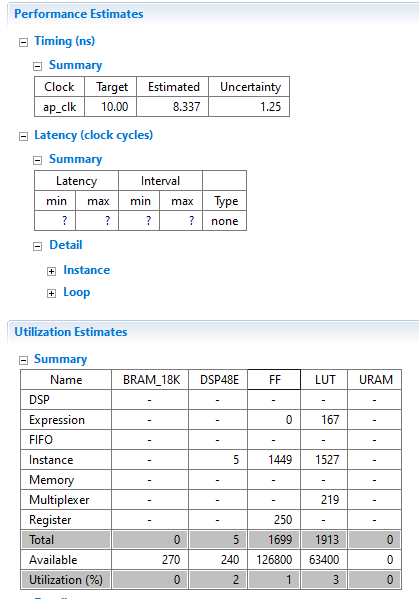 Performance Estimates
Timing (ns)
Summary
Clock Target Estimated Uncertainty
ap_clk 10.00 8.337 1.25
Latency (clock cycles)
Summary
Latency Interval
min max min max Type
? ? ? ? none
Detail
Instance
Loop
Utilization Estimates
Summary
Name BRAM_18K DSP48E FF LUT URAM
DSP - - - - -
Expression - - 0 167 -
FIFO - - - - -
Instance - 5 1449 1527 -
Memory - - - - -
Multiplexer - - - 219 -
Register - - 250 - -
Total 0 5 1699 1913 0
Available 270 240 126800 63400 0
Utilization (%) 0 2 1 3 0